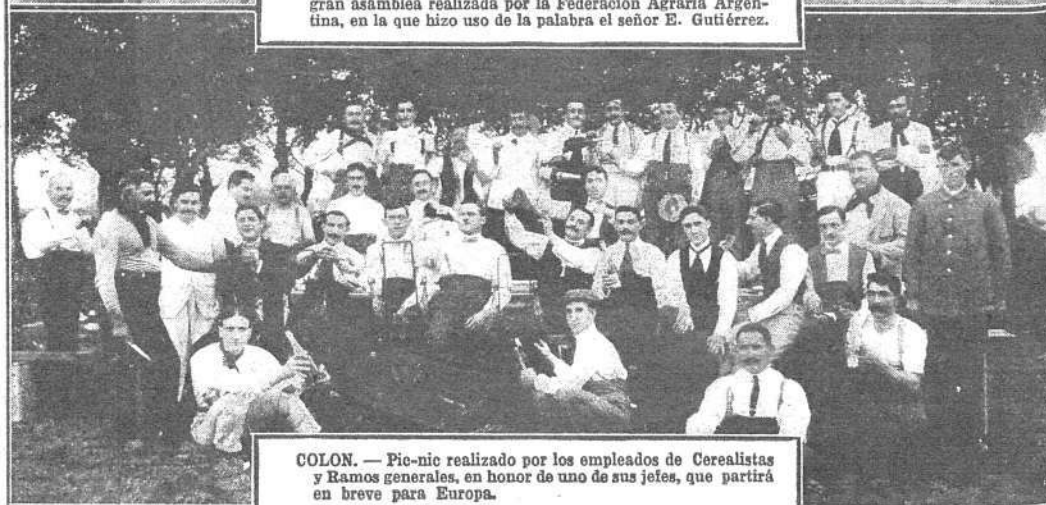 gran asamblea realizada por la Federación Agraria Argen-
tina, en la que hizo uso de la palabra el señor E. Gutiérrez.
COLON. — Pic-nic realizado por los empleados de Cerealistas
y Ramos generales, en honor de uno de sus jefes, que partirá
en breve para Europa.